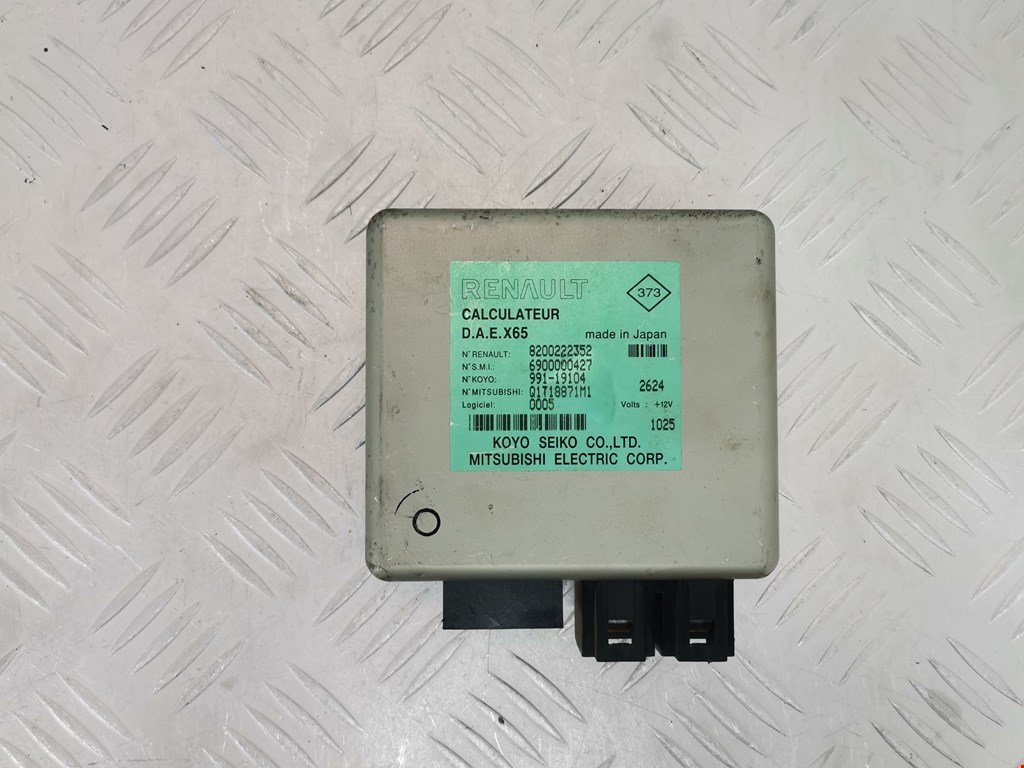 RENAULT
373
CALCULATEUR
D.A.E.X65
made in Japan
N° RENAULT: 8200222352
N° S.M.I.: 6900000427
N° KOYO: 991-19104
2624
N° MITSUBISHI: Q1T18871M1
Logiciel: 0005
Volts : +12V
1025
KOYO SEIKO CO.,LTD.
MITSUBISHI ELECTRIC CORP.